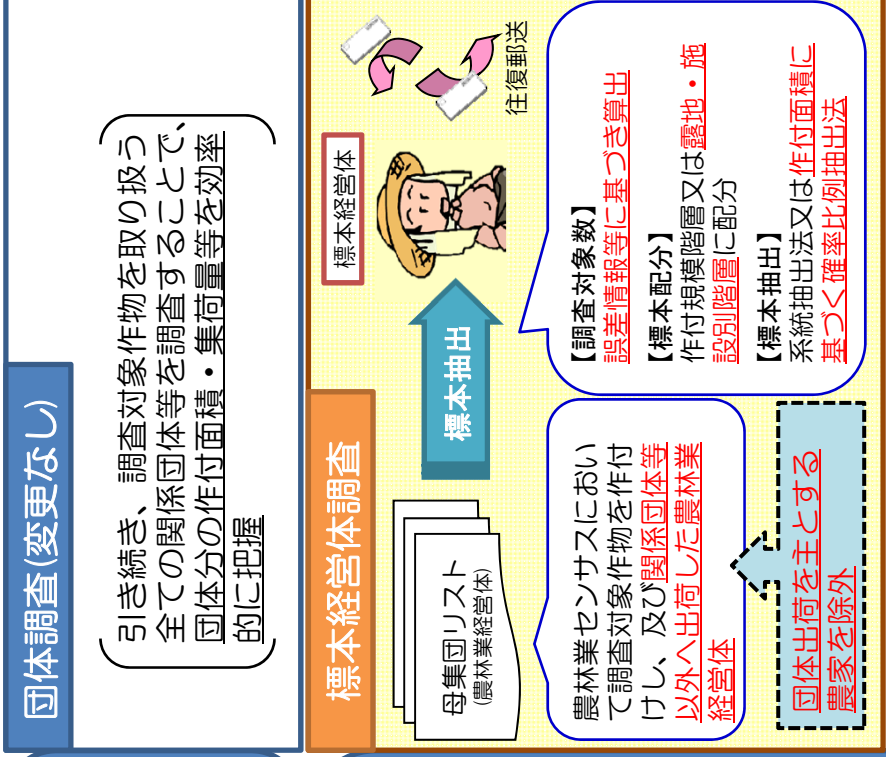 団体調査(変更なし)
引き続き、調査対象作物を取り扱う
全ての関係団体等を調査することで、
団体分の作付面積・集荷量等を効率
的に把握
標本経営体調査
母集団リスト
(農林業経営体)
標本抽出
標本経営体
往復郵送
農林業センサスにおい
て調査対象作物を作付
けし、及び関係団体等
以外へ出荷した農林業
経営体
団体出荷を主とする
農家を除外
【調査対象数】
誤差情報等に基づき算出
【標本配分】
作付規模階層又は露地・施
設別階層に配分
【標本抽出】
系統抽出法又は作付面積に
基づく確率比例抽出法